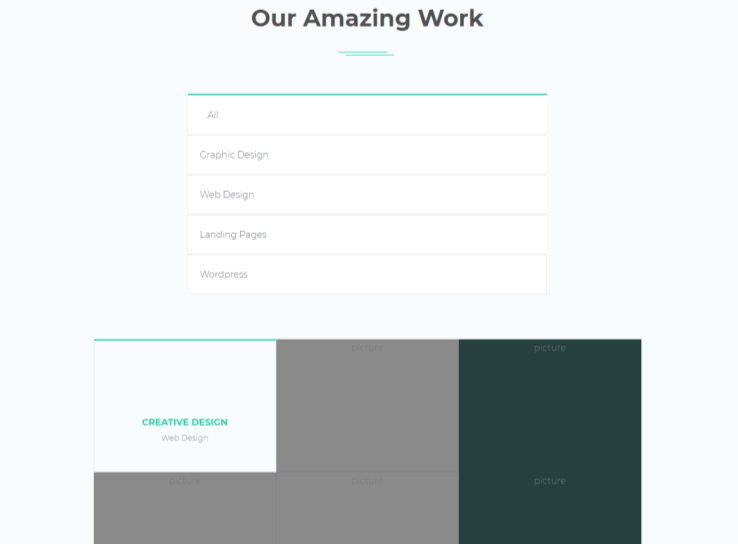 Our Amazing Work
All
Graphic Design
Web Design
Landing Pages
Wordpress
picture
picture
CREATIVE DESIGN
Web Design
picture
picture
picture